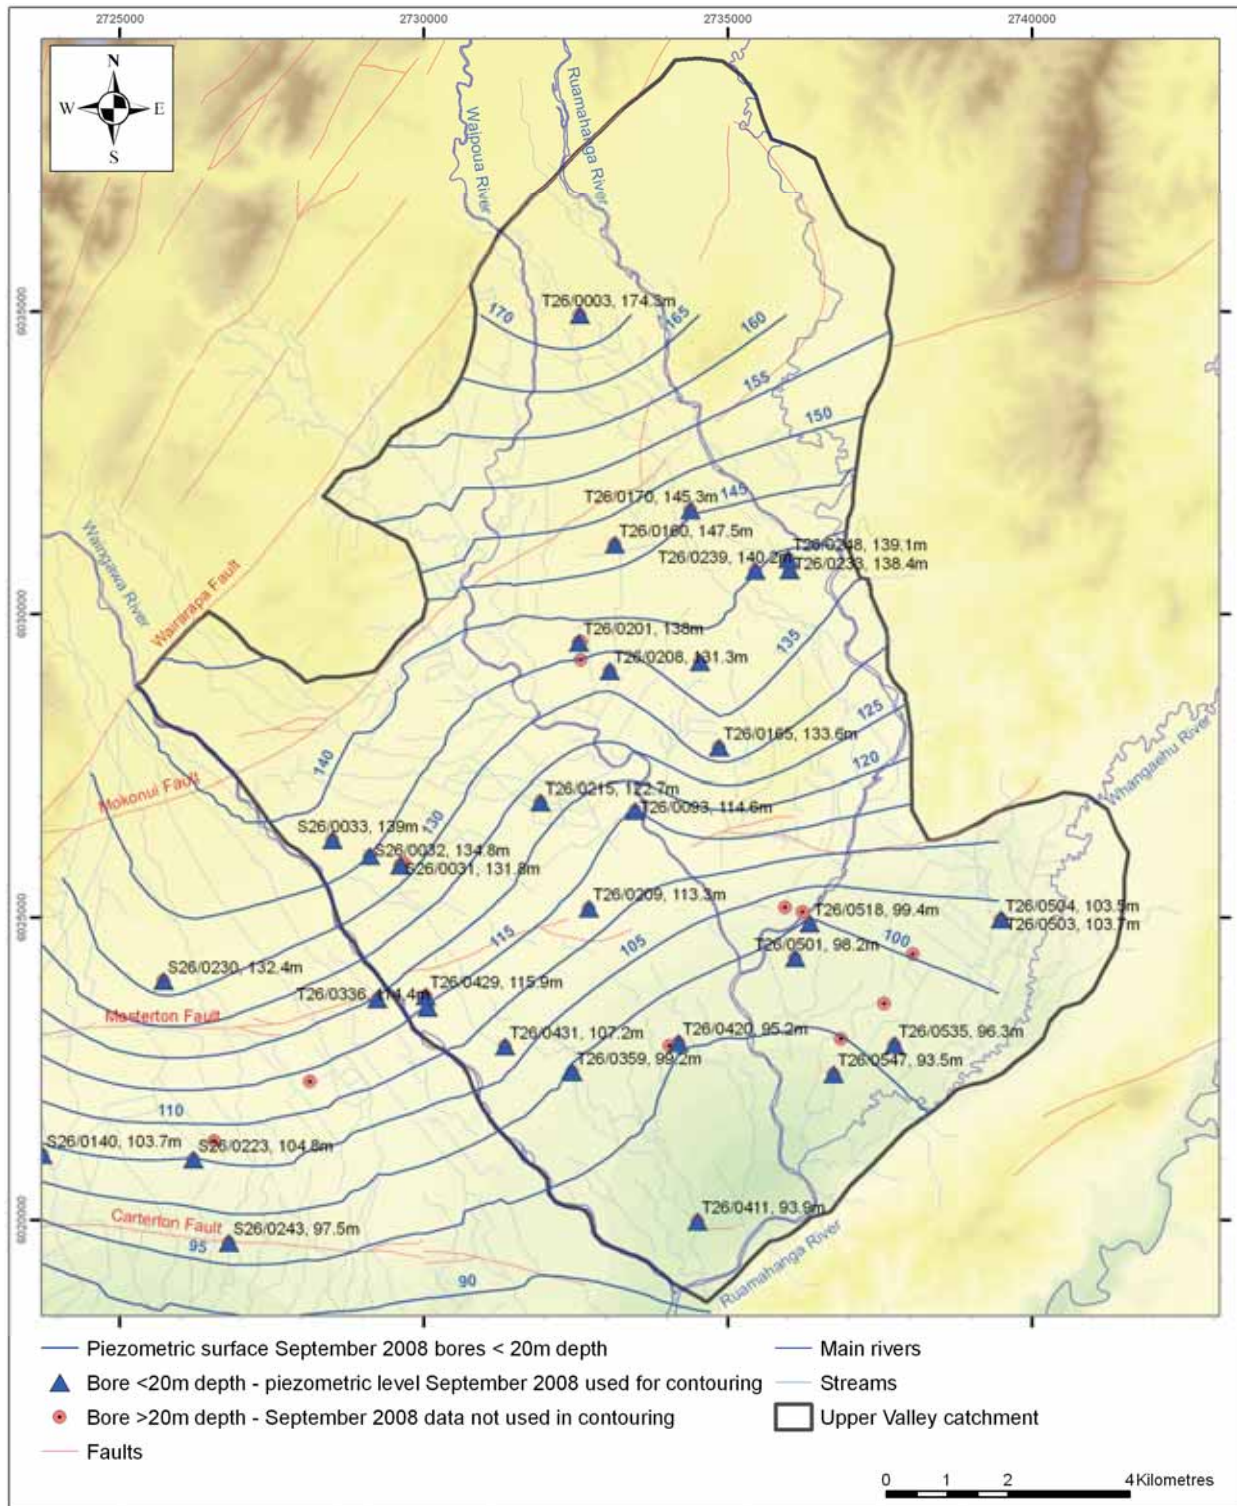 2725000
2730000
2735000
2740000
N
W E
S
Waipoua River
Ruamahanga River
6035000
T26/0003, 174.3m
170
165
160
155
150
T26/0170, 145.3m
145
T26/0160, 147.5m
T26/0248, 139.1m
T26/0239, 140.2m
T26/0233, 138.4m
Waingawa River
Wairarapa Fault
6030000
T26/0201, 138m
135
T26/0208, 131.3m
125
T26/0165, 133.6m
120
Whangaehu River
140
Mokonui Fault
T26/0215, 122.7m
T26/0093, 114.6m
130
S26/0033, 139m
S26/0032, 134.8m
S26/0031, 131.8m
6025000
T26/0209, 113.3m
T26/0504, 103.5m
T26/0518, 99.4m
T26/0503, 103.7m
115
105
100
T26/0501, 98.2m
S26/0230, 132.4m
T26/0429, 115.9m
T26/0336, 114.4m
Masterton Fault
T26/0431, 107.2m
T26/0420, 95.2m
T26/0535, 96.3m
T26/0359, 99.2m
T26/0547, 93.5m
110
S26/0140, 103.7m
S26/0223, 104.8m
6020000
T26/0411, 93.9m
Carterton Fault
S26/0243, 97.5m
95
90
Ruamahanga River
Piezometric surface September 2008 bores < 20m depth
Main rivers
Bore <20m depth - piezometric level September 2008 used for contouring
Streams
Bore >20m depth - September 2008 data not used in contouring
Upper Valley catchment
Faults
0 1 2 4 Kilometres